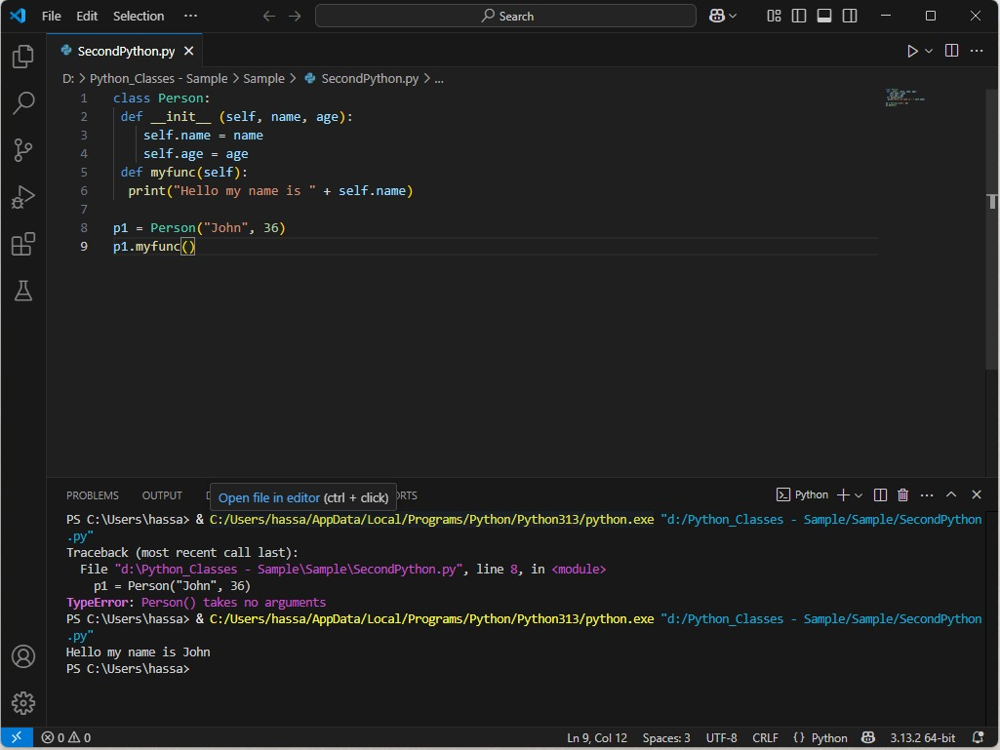 File Edit Selection ··· Search
SecondPython.py
D: > Python_Classes - Sample > Sample > SecondPython.py > ...
1 class Person:
2 def __init__ (self, name, age):
3 self.name = name
4 self.age = age
5 def myfunc(self):
6 print("Hello my name is " + self.name)
7
8 p1 = Person("John", 36)
9 p1.myfunc()
PROBLEMS OUTPUT D ORTS Python
Open file in editor (ctrl + click)
PS C:\Users\hassa> & C:/Users/hassa/AppData/Local/Programs/Python/Python313/python.exe "d:/Python_Classes - Sample/Sample/SecondPython
.py"
Traceback (most recent call last):
File "d:\Python_Classes - Sample\Sample\SecondPython.py", line 8, in <module>
p1 = Person("John", 36)
TypeError: Person() takes no arguments
PS C:\Users\hassa> & C:/Users/hassa/AppData/Local/Programs/Python/Python313/python.exe "d:/Python_Classes - Sample/Sample/SecondPython
.py"
Hello my name is John
PS C:\Users\hassa>
0 0 Ln 9, Col 12 Spaces: 3 UTF-8 CRLF {} Python 3.13.2 64-bit